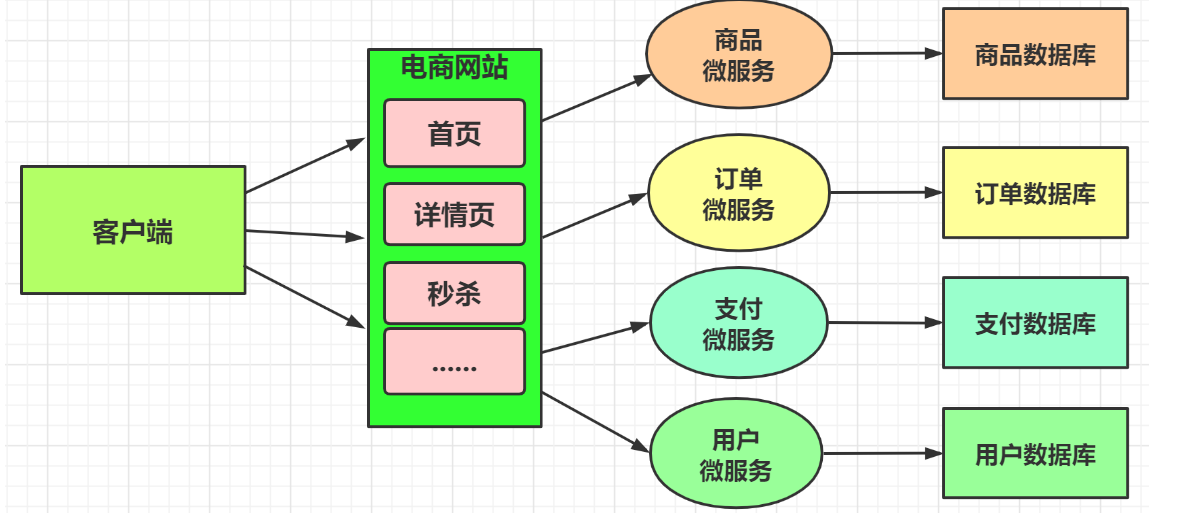 客户端
电商网站
首页
详情页
秒杀
......
商品
微服务
订单
微服务
支付
微服务
用户
微服务
商品数据库
订单数据库
支付数据库
用户数据库